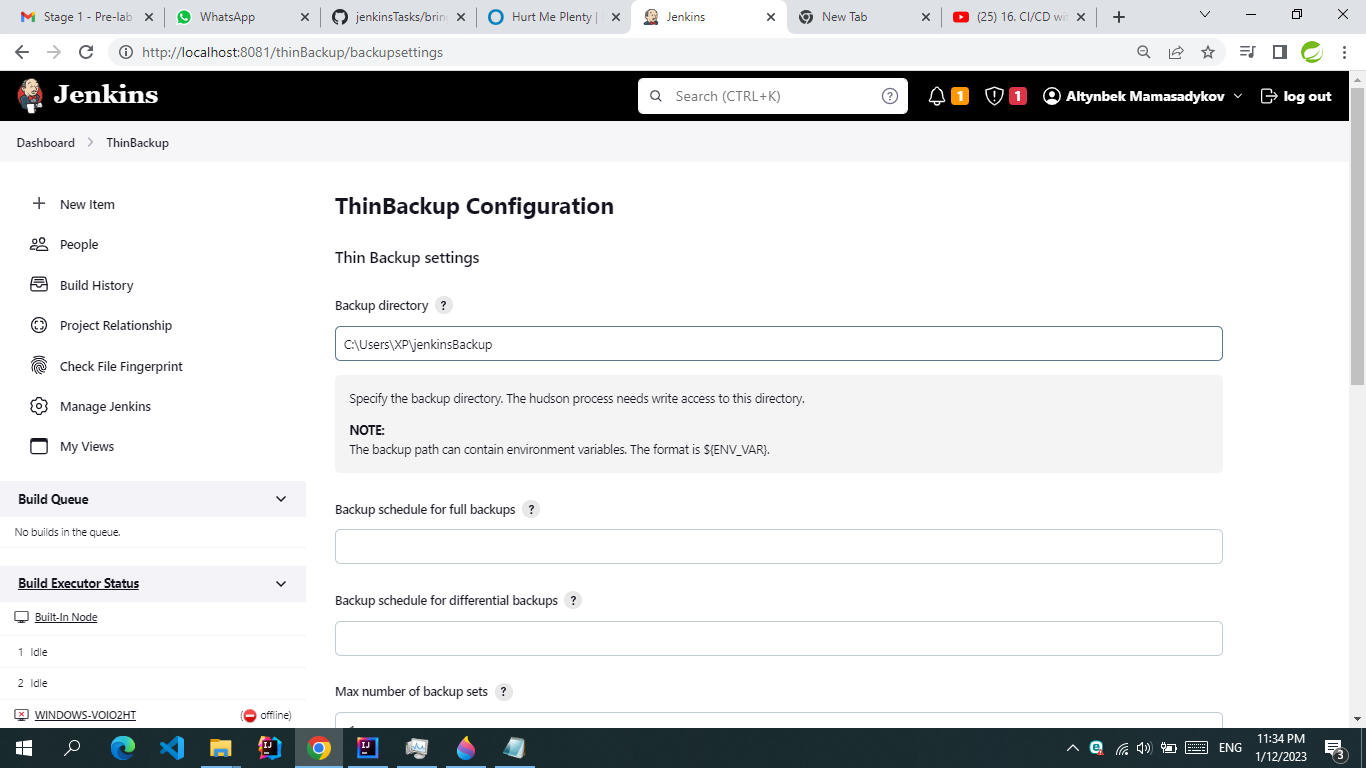 Stage 1 - Pre-lab
WhatsApp
jenkinsTasks/brin
Hurt Me Plenty |
Jenkins
New Tab
(25) 16. CI/CD wi
http://localhost:8081/thinBackup/backupsettings
Jenkins
Search (CTRL+K)
1
1
Altynbek Mamasadykov
log out
Dashboard
ThinBackup
New Item
People
Build History
Project Relationship
Check File Fingerprint
Manage Jenkins
My Views
Build Queue
No builds in the queue.
Build Executor Status
Built-In Node
1 Idle
2 Idle
WINDOWS-VOIO2HT
(offline)
ThinBackup Configuration
Thin Backup settings
Backup directory ?
C:\Users\XP\jenkinsBackup
Specify the backup directory. The hudson process needs write access to this directory.
NOTE:
The backup path can contain environment variables. The format is ${ENV_VAR}.
Backup schedule for full backups ?
Backup schedule for differential backups ?
Max number of backup sets ?
ENG
11:34 PM
1/12/2023
3